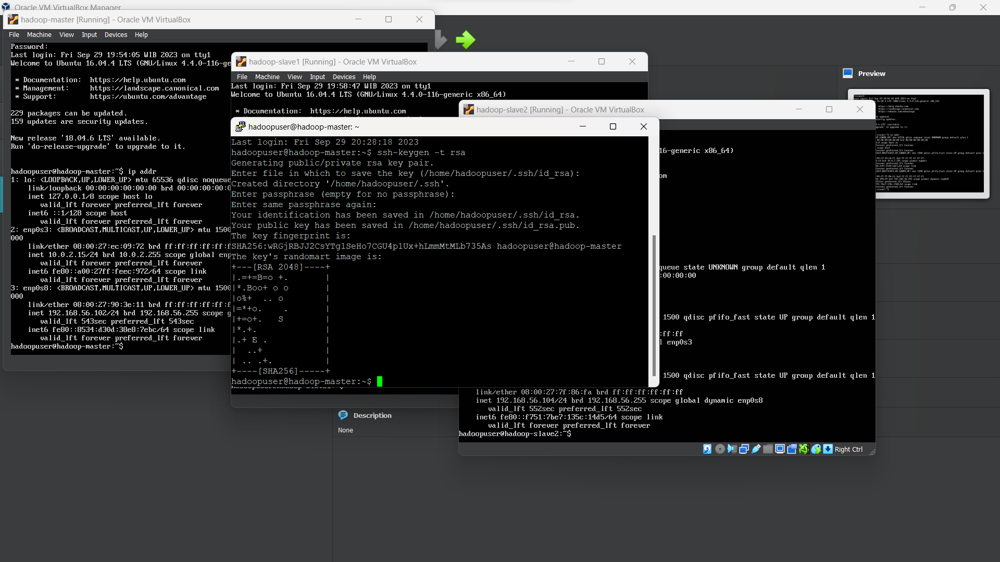 Oracle VM VirtualBox Manager
hadoop-master [Running] - Oracle VM VirtualBox
File Machine View Input Devices Help
Password:
Last login: Fri Sep 29 19:54:05 WIB 2023 on tty1
Welcome to Ubuntu 16.04.4 LTS (GNU/Linux 4.4.0-116-ge
* Documentation: https://help.ubuntu.com
* Management: https://landscape.canonical.com
* Support: https://ubuntu.com/advantage
229 packages can be updated.
159 updates are security updates.
New release '18.04.6 LTS' available.
Run 'do-release-upgrade' to upgrade to it.
hadoopuser@hadoop-master:~$ ip addr
1: lo: <LOOPBACK,UP,LOWER_UP> mtu 65536 qdisc noqueue
link/loopback 00:00:00:00:00:00 brd 00:00:00:00:0
inet 127.0.0.1/8 scope host lo
valid_lft forever preferred_lft forever
inet6 ::1/128 scope host
valid_lft forever preferred_lft forever
2: enp0s3: <BROADCAST,MULTICAST,UP,LOWER_UP> mtu 1500
000
link/ether 08:00:27:ec:09:72 brd ff:ff:ff:ff:ff:f
inet 10.0.2.15/24 brd 10.0.2.255 scope global enp
valid_lft forever preferred_lft forever
inet6 fe80::a00:27ff:feec:972/64 scope link
valid_lft forever preferred_lft forever
3: enp0s8: <BROADCAST,MULTICAST,UP,LOWER_UP> mtu 1500
000
link/ether 08:00:27:90:3e:11 brd ff:ff:ff:ff:ff:f
inet 192.168.56.102/24 brd 192.168.56.255 scope g
valid_lft 543sec preferred_lft 543sec
inet6 fe80::8534:d30d:38e8:7ebc/64 scope link
valid_lft forever preferred_lft forever
hadoopuser@hadoop-master:~$
hadoop-slave1 [Running] - Oracle VM VirtualBox
File Machine View Input Devices Help
Last login: Fri Sep 29 19:58:47 WIB 2023 on tty1
Welcome to Ubuntu 16.04.4 LTS (GNU/Linux 4.4.0-116-generic x86_64)
* Documentation: https://help.ubuntu.com
hadoopuser@hadoop-master: ~
Last login: Fri Sep 29 20:28:18 2023
hadoopuser@hadoop-master:~$ ssh-keygen -t rsa
Generating public/private rsa key pair.
Enter file in which to save the key (/home/hadoopuser/.ssh/id_rsa):
Created directory '/home/hadoopuser/.ssh'.
Enter passphrase (empty for no passphrase):
Enter same passphrase again:
Your identification has been saved in /home/hadoopuser/.ssh/id_rsa.
Your public key has been saved in /home/hadoopuser/.ssh/id_rsa.pub.
The key fingerprint is:
SHA256:wRGjRBJJ2CsYTglSeHo7CGU4p1Ux+hLmmMtMLb735As hadoopuser@hadoop-master
The key's randomart image is:
+---[RSA 2048]----+
|.=+=B=o +.       |
|*.Boo+ o o       |
|o%+  .. o        |
|=*+o.    .       |
|+=o+.   S        |
|*.+.             |
|.+ E .           |
|  ..+            |
| .. .+.          |
+----[SHA256]-----+
hadoopuser@hadoop-master:~$
hadoop-slave2 [Running] - Oracle VM VirtualBox
16-generic x86_64)
om
queue state UNKNOWN group default qlen 1
:00:00:00
1500 qdisc pfifo_fast state UP group default qlen 1
:ff:ff
l enp0s3
1500 qdisc pfifo_fast state UP group default qlen 1
link/ether 08:00:27:7f:86:fa brd ff:ff:ff:ff:ff:ff
inet 192.168.56.104/24 brd 192.168.56.255 scope global dynamic enp0s8
valid_lft 552sec preferred_lft 552sec
inet6 fe80::f751:7be7:135c:14d5/64 scope link
valid_lft forever preferred_lft forever
hadoopuser@hadoop-slave2:~$
Right Ctrl
Preview
Description
None